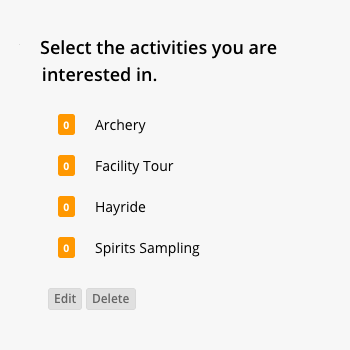 Select the activities you are
interested in.
0 Archery
0 Facility Tour
0 Hayride
0 Spirits Sampling
Edit Delete